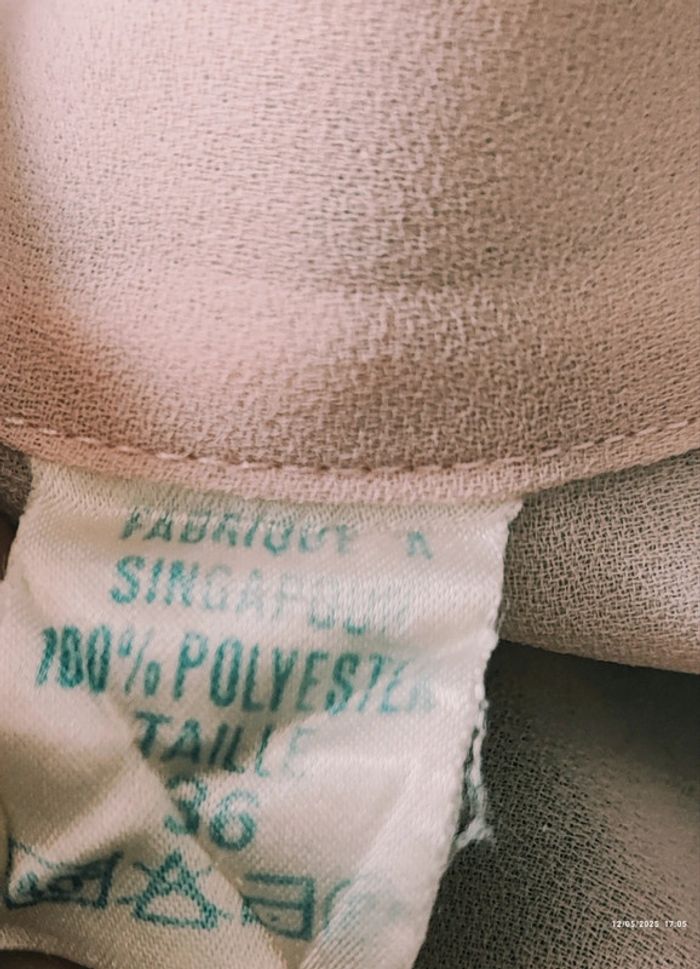 FABRIQUE A
SINGAPOUR
100% POLYESTER
TAILLE
36
12/05/2025 17:05